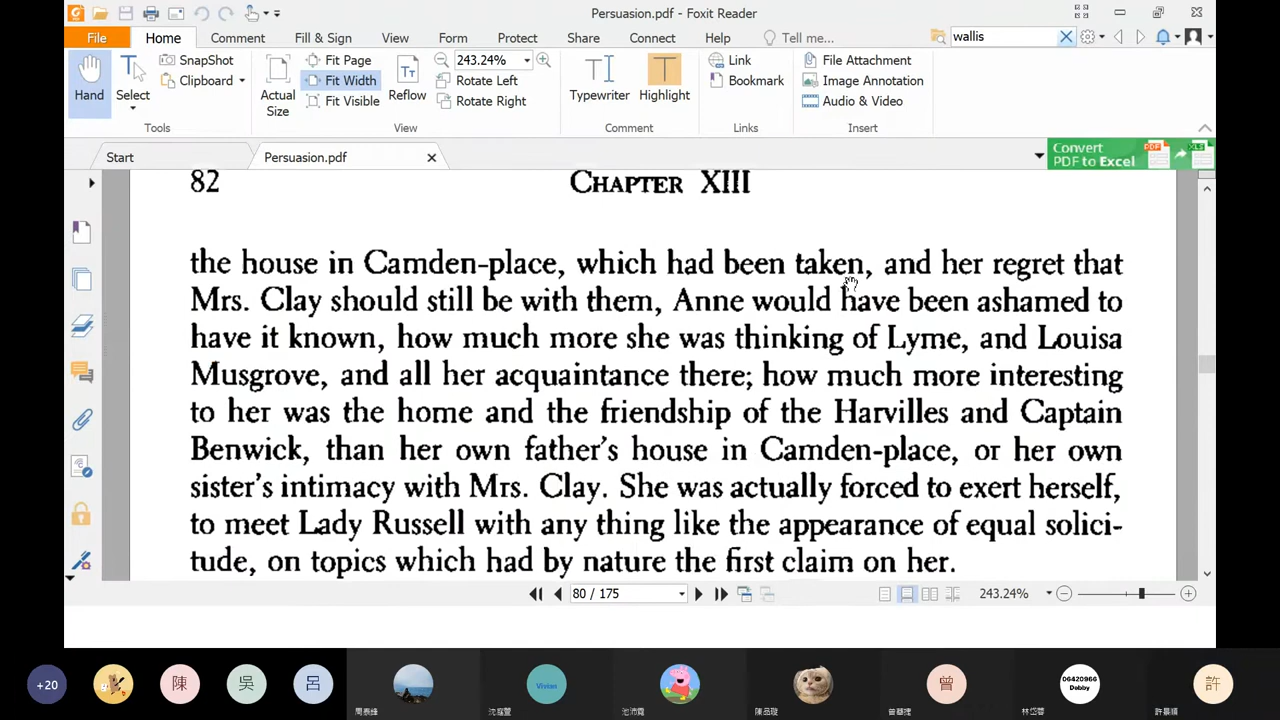 Persuasion.pdf - Foxit Reader
File Home Comment Fill & Sign View Form Protect Share Connect Help Tell me... wallis
Hand Select SnapShot Clipboard Actual Size Fit Page Fit Width Fit Visible Reflow 243.24% Rotate Left Rotate Right Typewriter Highlight Link Bookmark File Attachment Image Annotation Audio & Video
Tools View Comment Links Insert
Start Persuasion.pdf Convert PDF to Excel PDF XLS
82 CHAPTER XIII
the house in Camden-place, which had been taken, and her regret that
Mrs. Clay should still be with them, Anne would have been ashamed to
have it known, how much more she was thinking of Lyme, and Louisa
Musgrove, and all her acquaintance there; how much more interesting
to her was the home and the friendship of the Harvilles and Captain
Benwick, than her own father's house in Camden-place, or her own
sister's intimacy with Mrs. Clay. She was actually forced to exert herself,
to meet Lady Russell with any thing like the appearance of equal solici-
tude, on topics which had by nature the first claim on her.
80 / 175 243.24%
+20 陳 吳 呂 Vivian 曾 06420966 Debby 許